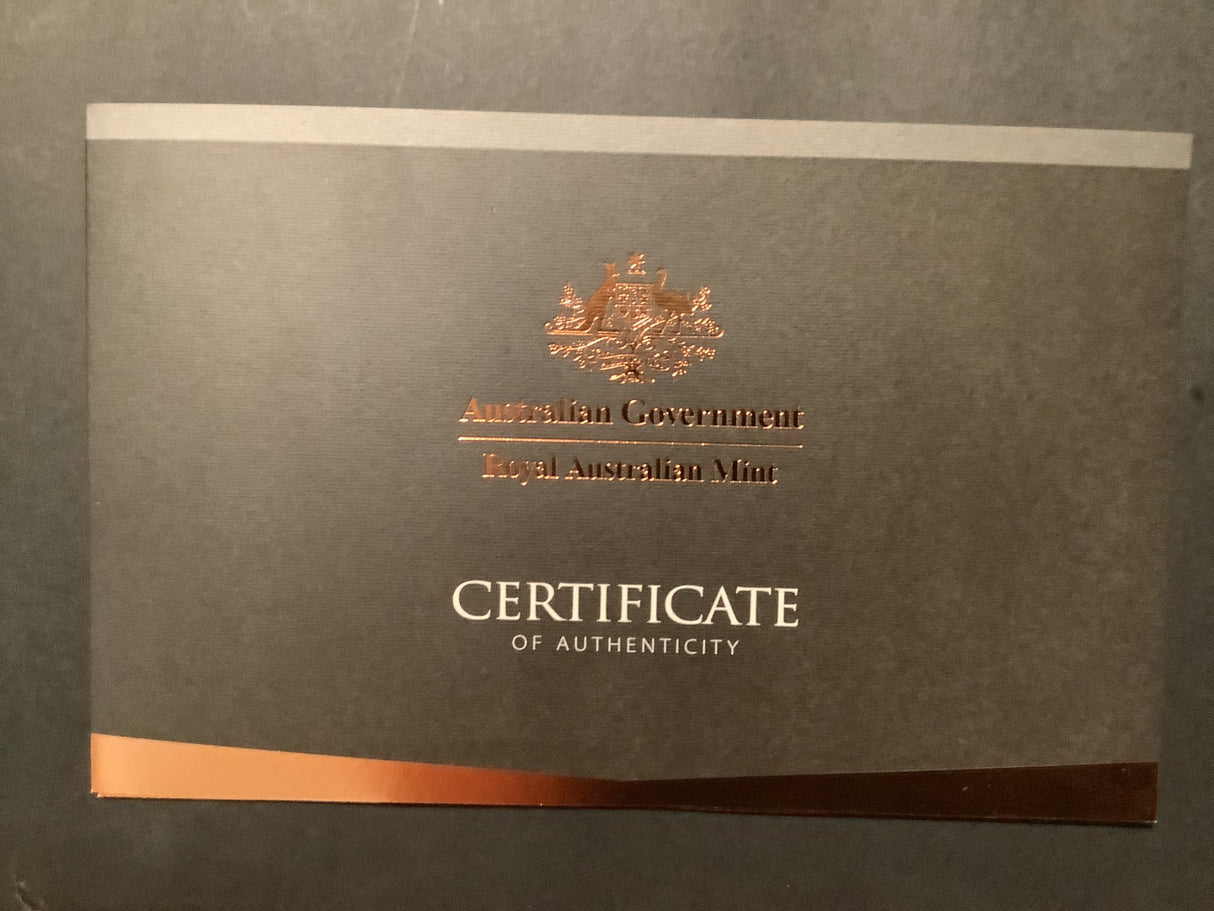 Australian Government
Royal Australian Mint
CERTIFICATE
OF AUTHENTICITY